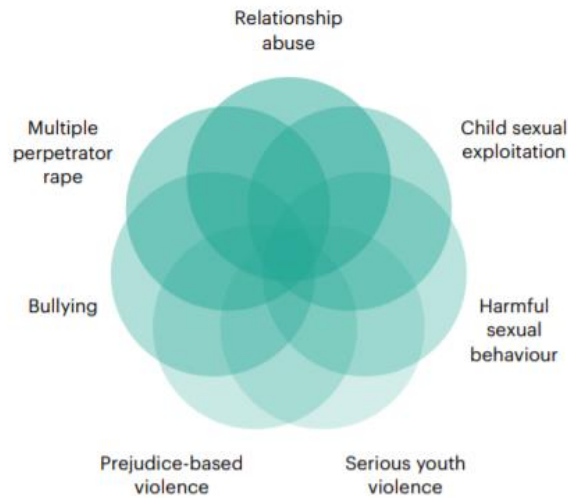 Relationship
abuse
Multiple
perpetrator
rape
Child sexual
exploitation
Bullying
Harmful
sexual
behaviour
Prejudice-based
violence
Serious youth
violence